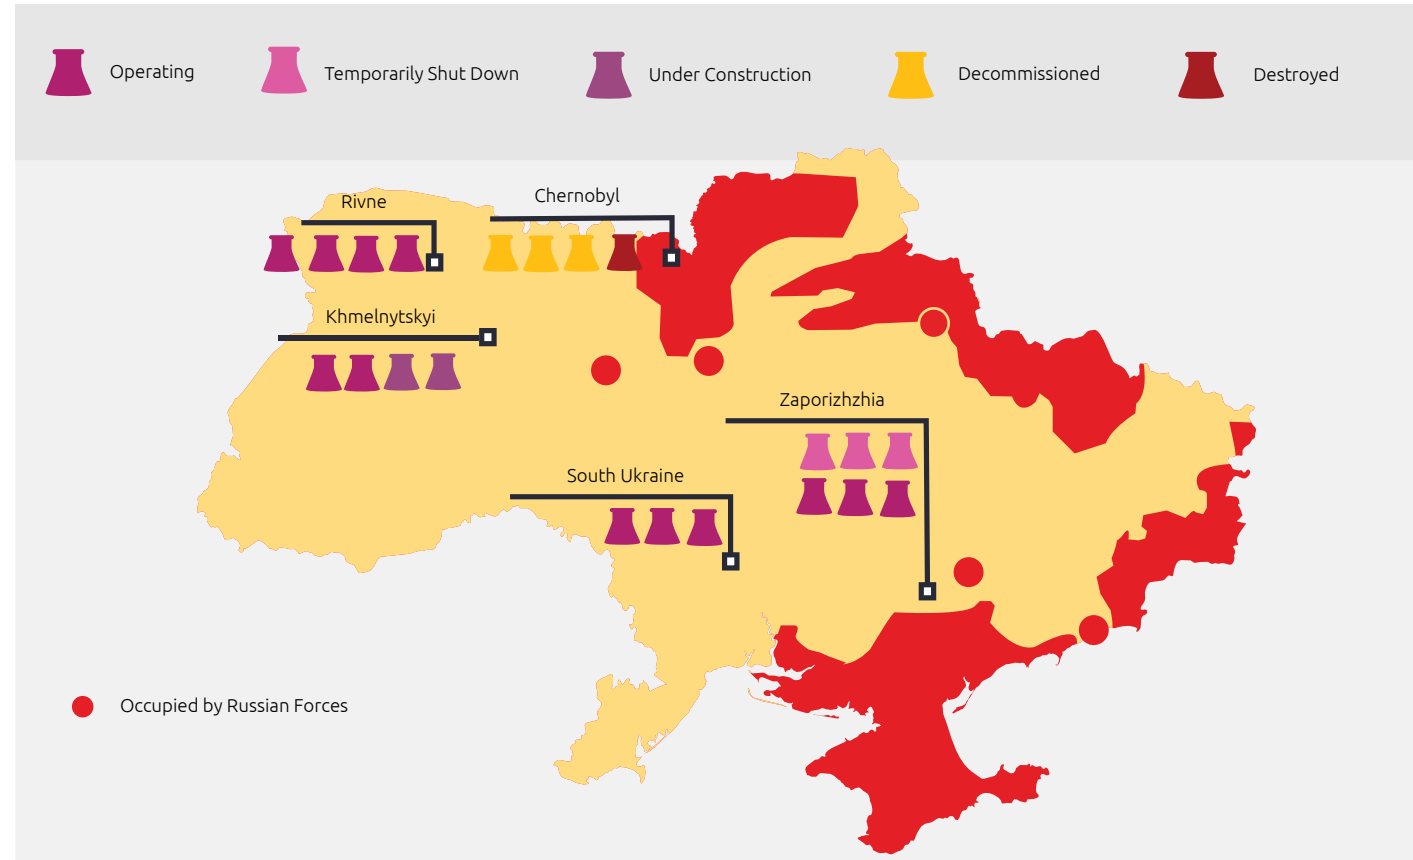 Operating
Temporarily Shut Down
Under Construction
Decommissioned
Destroyed
Rivne
Chernobyl
Khmelnytskyi
Zaporizhzhia
South Ukraine
Occupied by Russian Forces